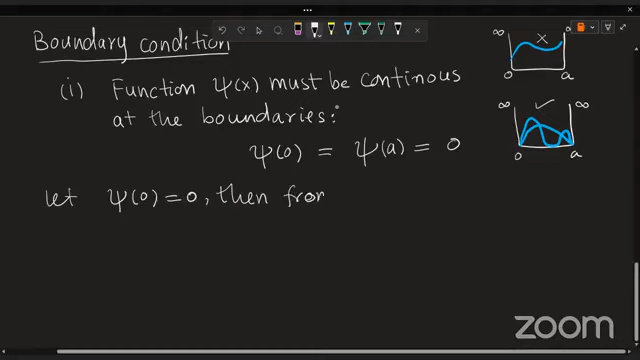 Boundary condition
(i) Function ψ(x) must be continous
at the boundaries:
ψ(0) = ψ(a) = 0
let ψ(0) = 0, then from
∞
0 a
∞ ∞
0 a
zoom